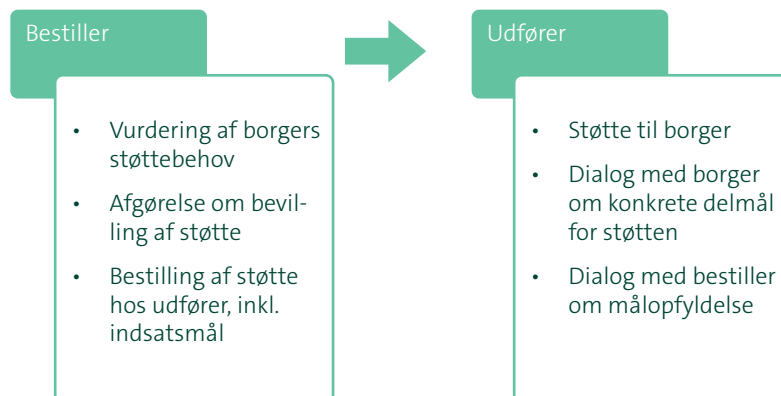 Bestiller
• Vurdering af borgers
støttebehov
• Afgørelse om bevil-
ling af støtte
• Bestilling af støtte
hos udfører, inkl.
indsatsmål
Udfører
• Støtte til borger
• Dialog med borger
om konkrete delmål
for støtten
• Dialog med bestiller
om målopfyldelse